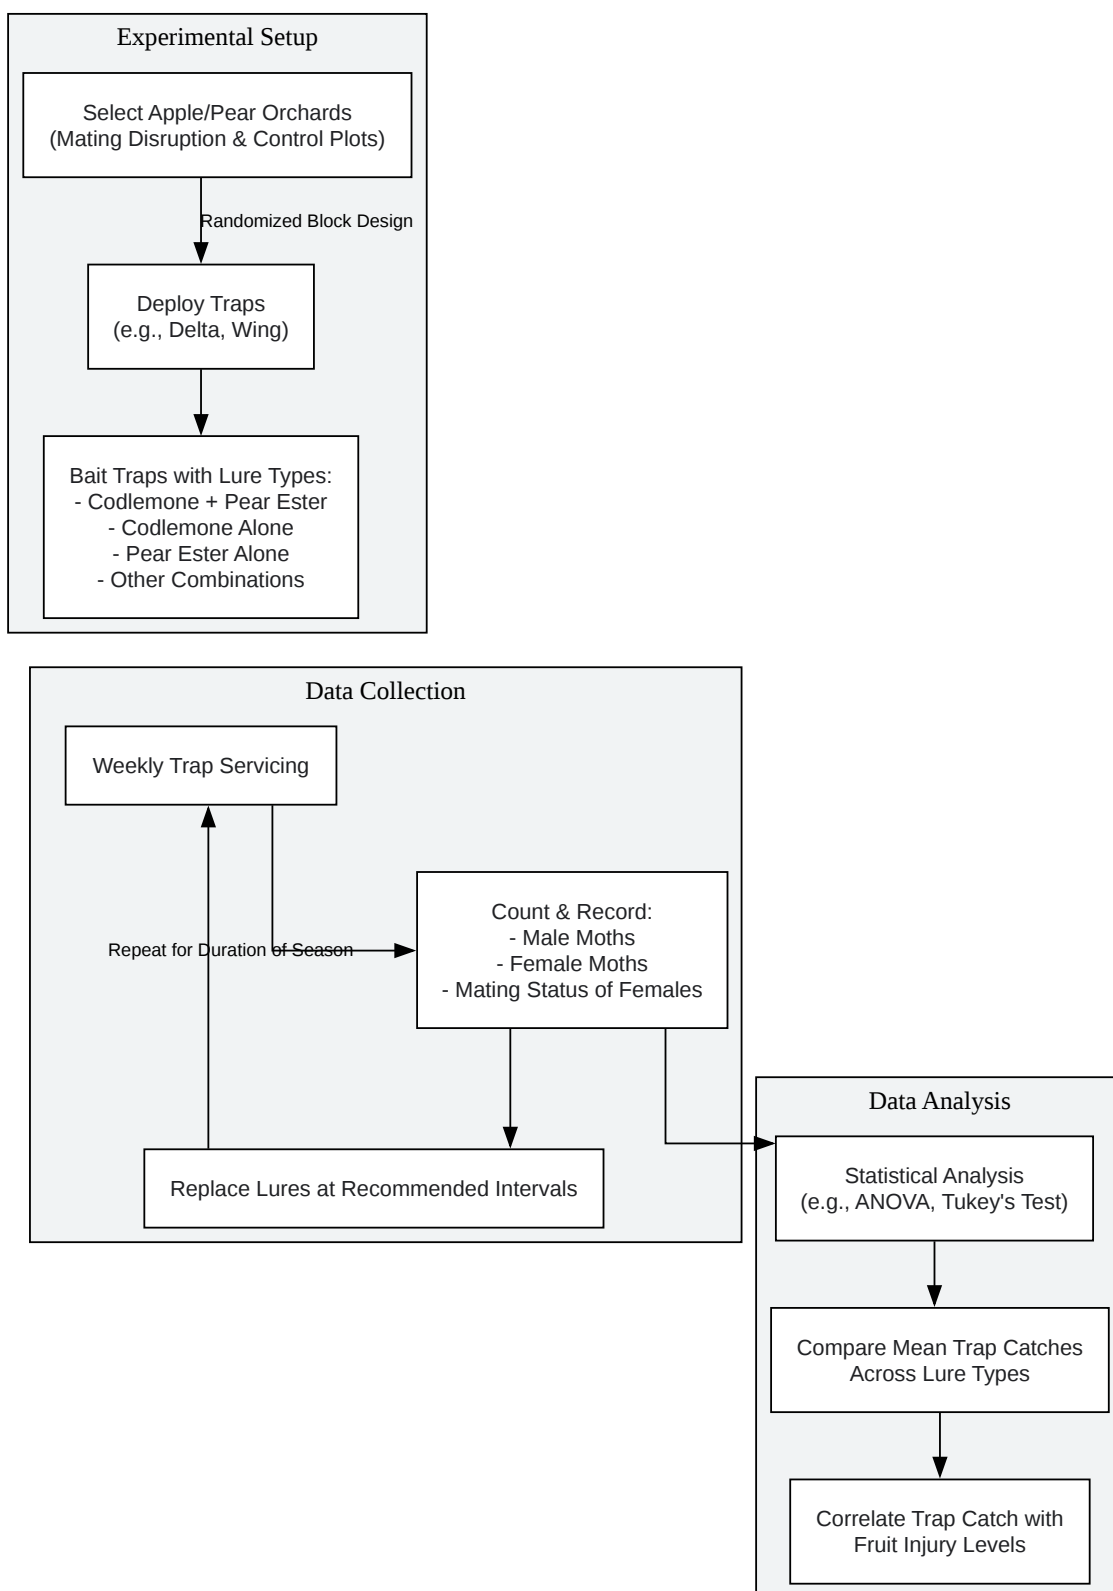 Experimental Setup
Select Apple/Pear Orchards
(Mating Disruption & Control Plots)
Randomized Block Design
Deploy Traps
(e.g., Delta, Wing)
Bait Traps with Lure Types:
- Codlemone + Pear Ester
- Codlemone Alone
- Pear Ester Alone
- Other Combinations
Data Collection
Weekly Trap Servicing
Count & Record:
- Male Moths
- Female Moths
- Mating Status of Females
Repeat for Duration of Season
Replace Lures at Recommended Intervals
Data Analysis
Statistical Analysis
(e.g., ANOVA, Tukey's Test)
Compare Mean Trap Catches
Across Lure Types
Correlate Trap Catch with
Fruit Injury Levels